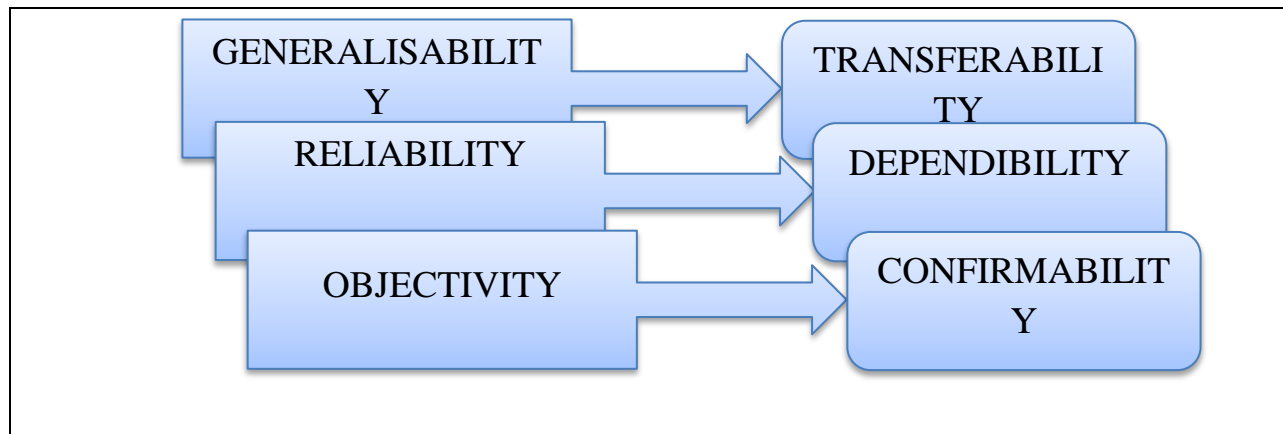 GENERALISABILIT
Y
TRANSFERABILI
TY
RELIABILITY
DEPENDIBILITY
OBJECTIVITY
CONFIRMABILIT
Y